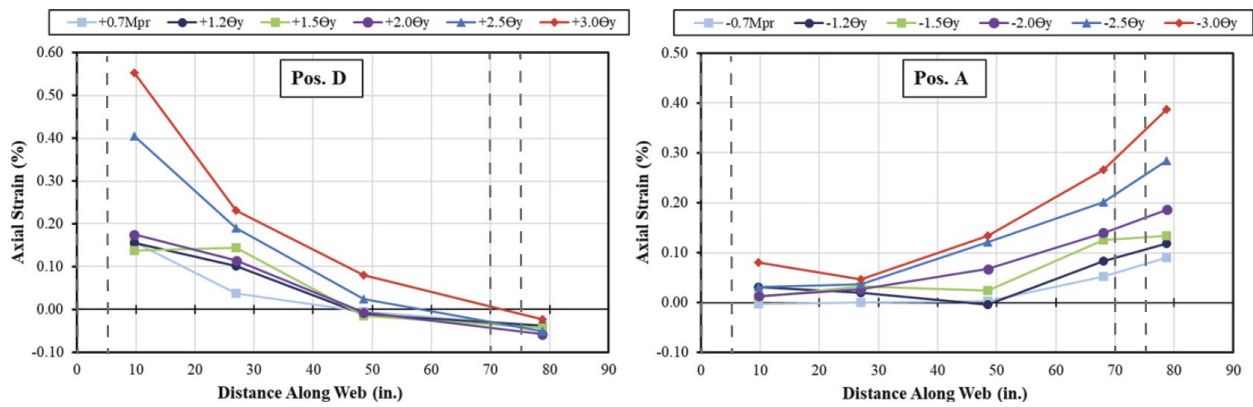 +0.7Mpr +1.2Θy +1.5Θy +2.0Θy +2.5Θy +3.0Θy
0.60
0.50
0.40
0.30
0.20
0.10
0.00
-0.10
Axial Strain (%)
Pos. D
0 10 20 30 40 50 60 70 80 90
Distance Along Web (in.)
-0.7Mpr -1.2Θy -1.5Θy -2.0Θy -2.5Θy -3.0Θy
0.50
0.40
0.30
0.20
0.10
0.00
-0.10
Axial Strain (%)
Pos. A
0 10 20 30 40 50 60 70 80 90
Distance Along Web (in.)